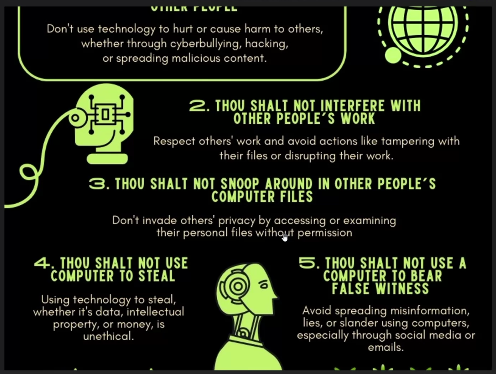 OTHER PEOPLE
Don't use technology to hurt or cause harm to others,
whether through cyberbullying, hacking,
or spreading malicious content.
2. THOU SHALT NOT INTERFERE WITH
OTHER PEOPLE'S WORK
Respect others' work and avoid actions like tampering with
their files or disrupting their work.
3. THOU SHALT NOT SNOOP AROUND IN OTHER PEOPLE'S
COMPUTER FILES
Don't invade others' privacy by accessing or examining
their personal files without permission
4. THOU SHALT NOT USE
COMPUTER TO STEAL
Using technology to steal,
whether it's data, intellectual
property, or money, is
unethical.
5. THOU SHALT NOT USE A
COMPUTER TO BEAR
FALSE WITNESS
Avoid spreading misinformation,
lies, or slander using computers,
especially through social media or
emails.